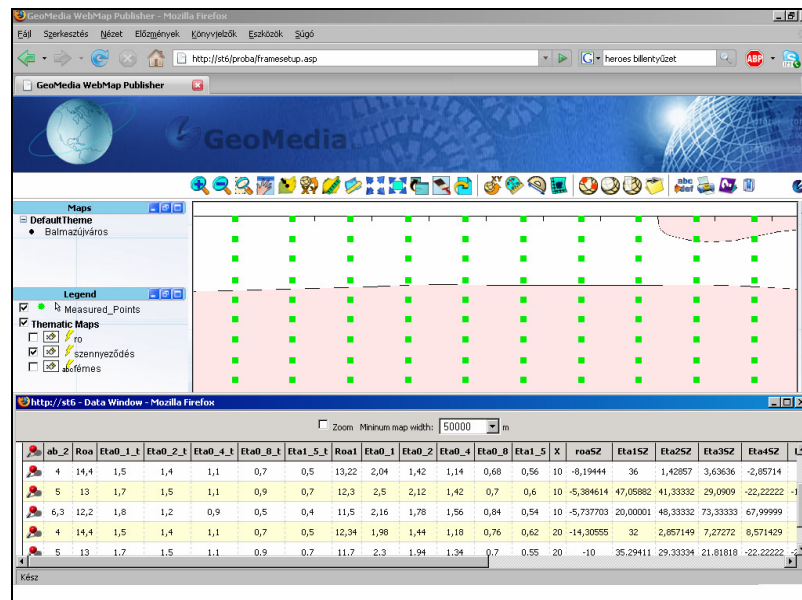 GeoMedia WebMap Publisher - Mozilla Firefox
Fájl Szerkesztés Nézet Előzmények Könyvjelzők Eszközök Súgó
http://st6/proba/framesetup.asp
G heroes billentyűzet
ABP
GeoMedia WebMap Publisher
GeoMedia
Maps
DefaultTheme
Balmazújváros
Legend
Measured_Points
Thematic Maps
ro
szennyeződés
abc fémes
http://st6 - Data Window - Mozilla Firefox
Zoom Mininum map width: 50000 m
ab_2 Roa Eta0_1_t Eta0_2_t Eta0_4_t Eta0_8_t Eta1_5_t Roa1 Eta0_1 Eta0_2 Eta0_4 Eta0_8 Eta1_5 X roaSZ Eta1SZ Eta2SZ Eta3SZ Eta4SZ
4 14,4 1,5 1,4 1,1 0,7 0,5 13,22 2,04 1,42 1,14 0,68 0,56 10 -8,19444 36 1,42857 3,63636 -2,85714
5 13 1,7 1,5 1,1 0,9 0,7 12,3 2,5 2,12 1,42 0,7 0,6 10 -5,384614 47,05882 41,33332 29,0909 -22,22222
6,3 12,2 1,8 1,2 0,9 0,5 0,4 11,5 2,16 1,78 1,56 0,84 0,54 10 -5,737703 20,00001 48,33332 73,33333 67,99999
4 14,4 1,5 1,4 1,1 0,7 0,5 12,34 1,98 1,44 1,18 0,76 0,62 20 -14,30555 32 2,857149 7,27272 8,571429
5 13 1,7 1,5 1,1 0,9 0,7 11,7 2,3 1,94 1,34 0,7 0,55 20 -10 35,29411 29,33334 21,81818 -22,22222
Kész